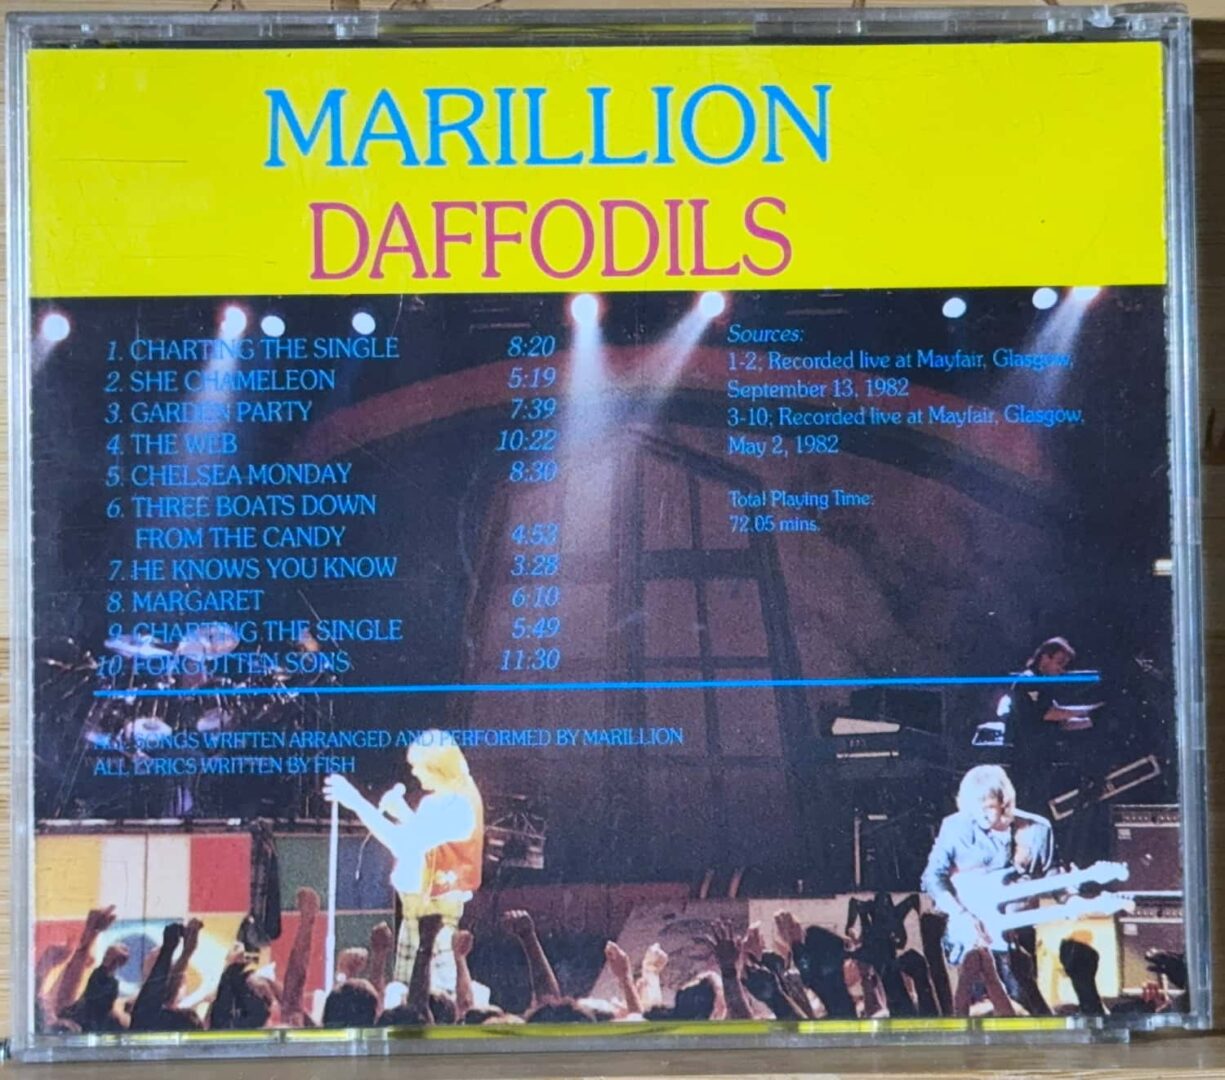 MARILLION
DAFFODILS
1. CHARTING THE SINGLE 8:20
2. SHE CHAMELEON 5:19
3. GARDEN PARTY 7:39
4. THE WEB 10:22
5. CHELSEA MONDAY 8:30
6. THREE BOATS DOWN
FROM THE CANDY 4:53
7. HE KNOWS YOU KNOW 3:28
8. MARGARET 6:10
9. CHARTING THE SINGLE 5:49
10. FORGOTTEN SONS 11:30
Sources:
1-2; Recorded live at Mayfair, Glasgow,
September 13, 1982
3-10; Recorded live at Mayfair, Glasgow,
May 2, 1982
Total Playing Time:
72.05 mins.
ALL SONGS WRITTEN ARRANGED AND PERFORMED BY MARILLION
ALL LYRICS WRITTEN BY FISH